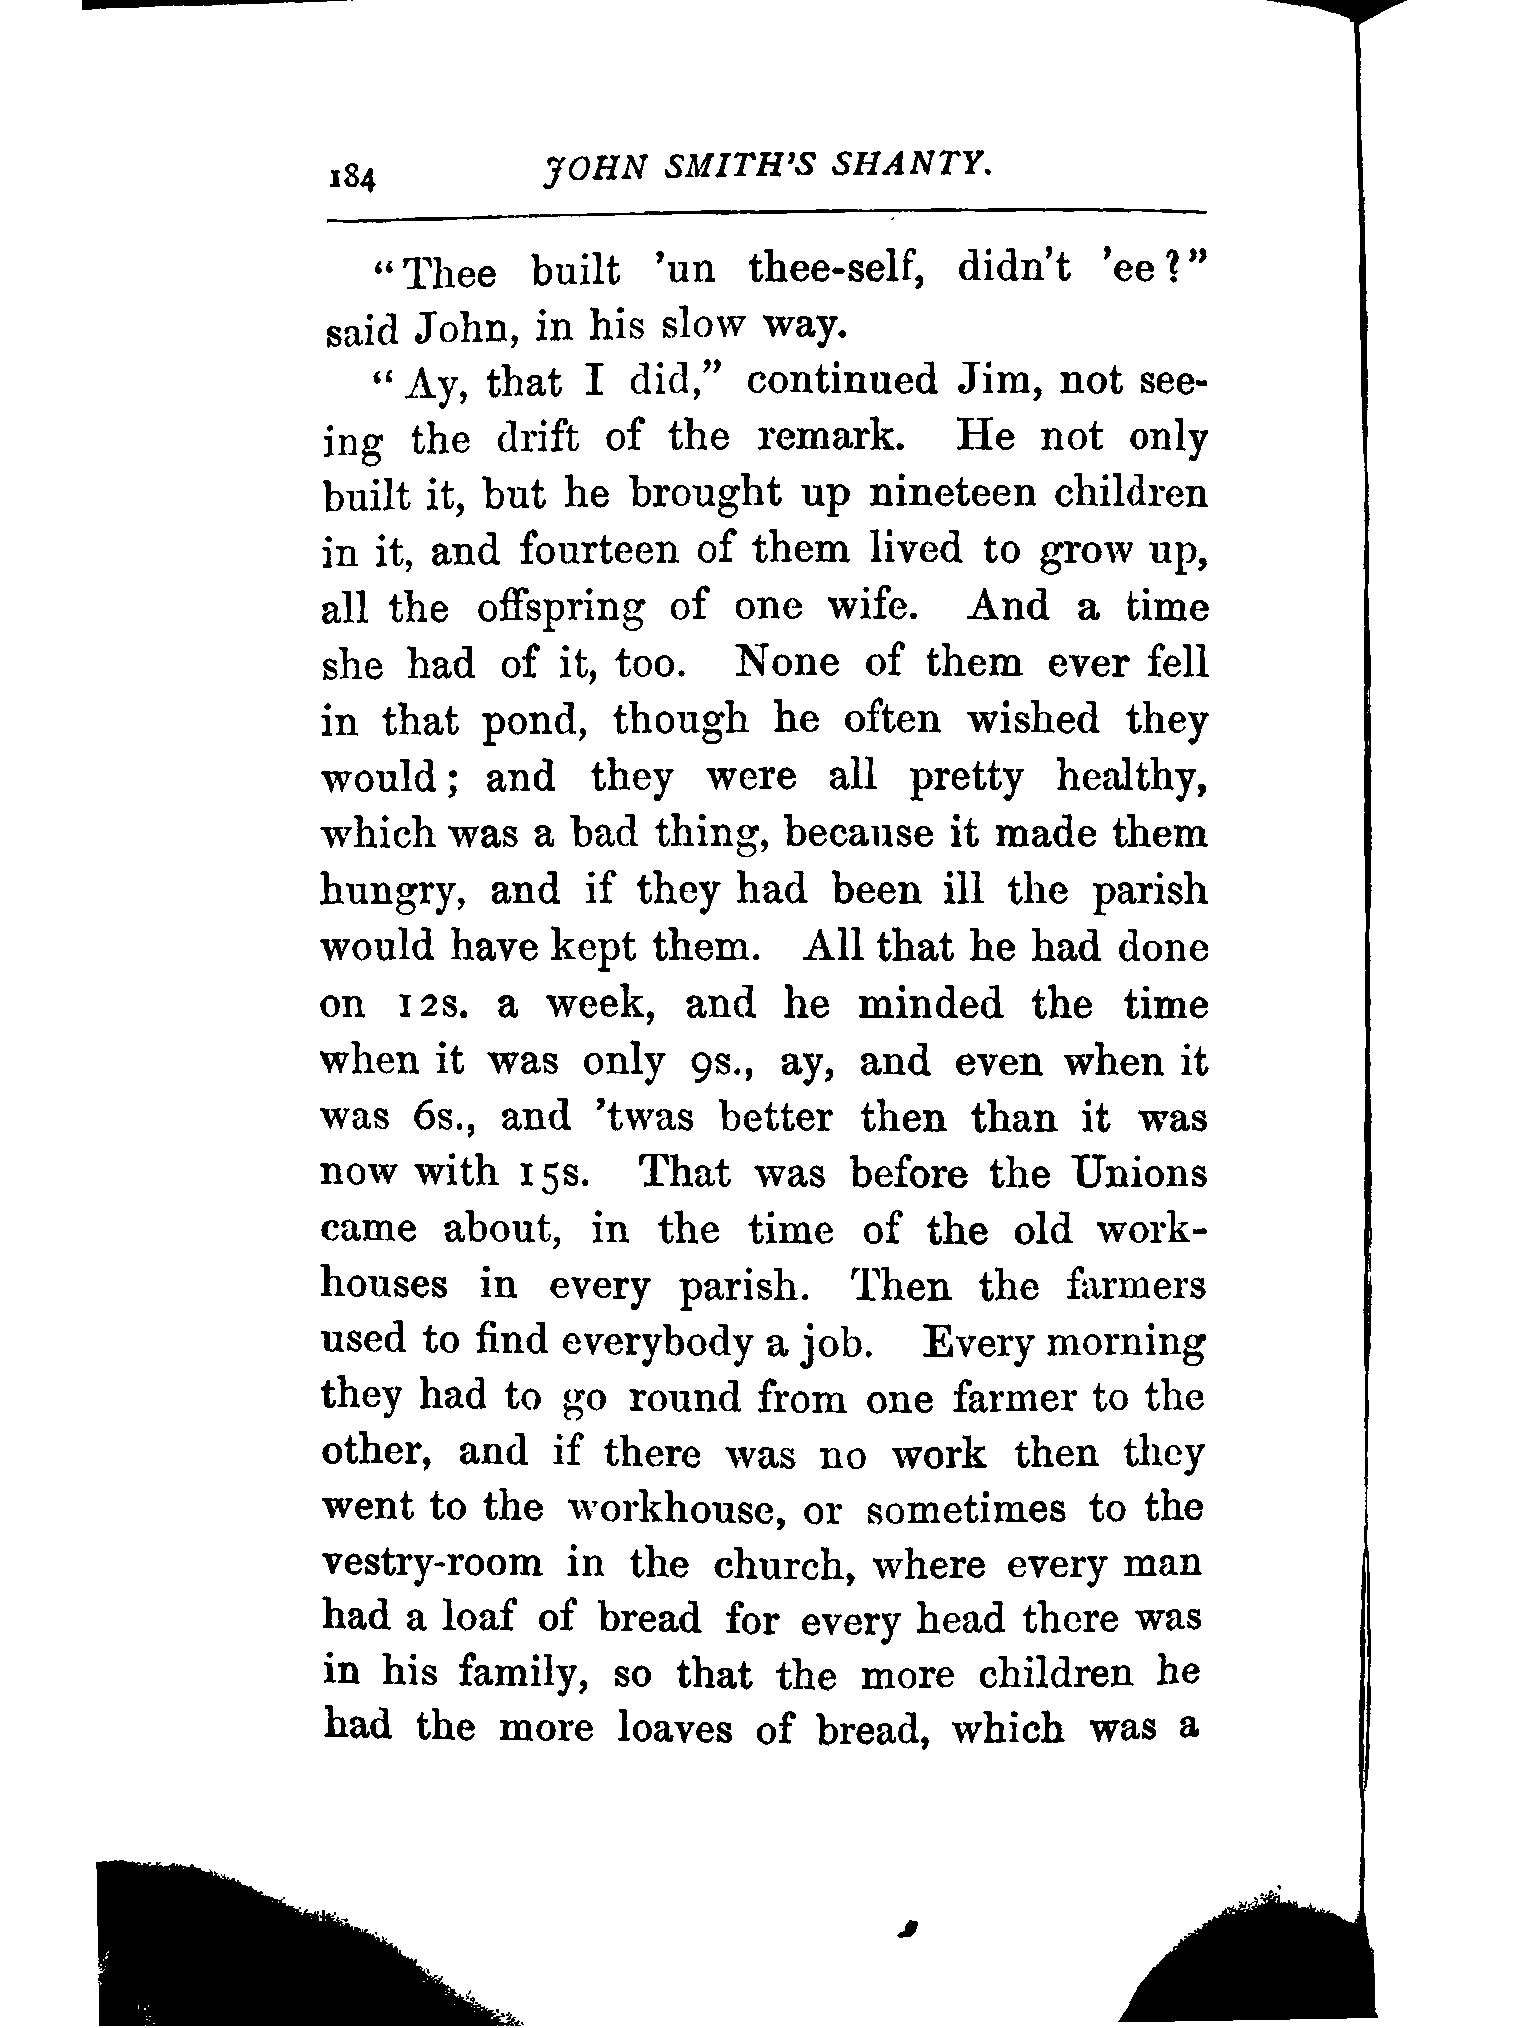 184 JOHN SMITH'S SHANTY.
"Thee built 'un thee-self, didn't 'ee?"
said John, in his slow way.
"Ay, that I did," continued Jim, not see-
ing the drift of the remark. He not only
built it, but he brought up nineteen children
in it, and fourteen of them lived to grow up,
all the offspring of one wife. And a time
she had of it, too. None of them ever fell
in that pond, though he often wished they
would; and they were all pretty healthy,
which was a bad thing, because it made them
hungry, and if they had been ill the parish
would have kept them. All that he had done
on 12s. a week, and he minded the time
when it was only 9s., ay, and even when it
was 6s., and 'twas better then than it was
now with 15s. That was before the Unions
came about, in the time of the old work-
houses in every parish. Then the farmers
used to find everybody a job. Every morning
they had to go round from one farmer to the
other, and if there was no work then they
went to the workhouse, or sometimes to the
vestry-room in the church, where every man
had a loaf of bread for every head there was
in his family, so that the more children he
had the more loaves of bread, which was a